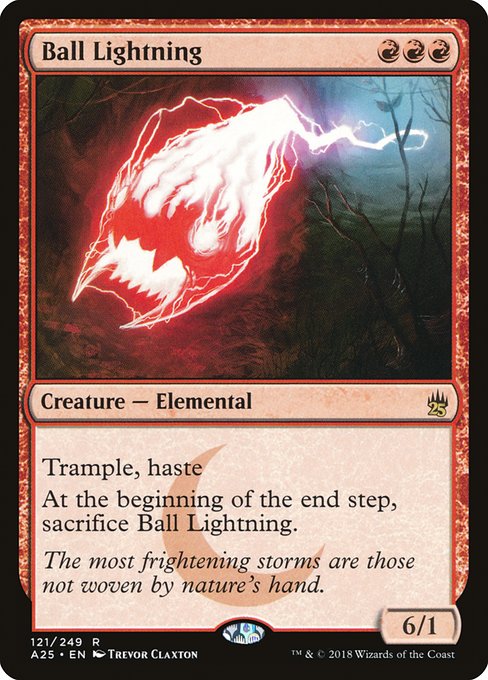 Ball Lightning
Creature — Elemental
25
Trample, haste
At the beginning of the end step,
sacrifice Ball Lightning.
The most frightening storms are those
not woven by nature's hand.
6/1
121/249 R
A25 • EN Trevor Claxton
™ & © 2018 Wizards of the Coast